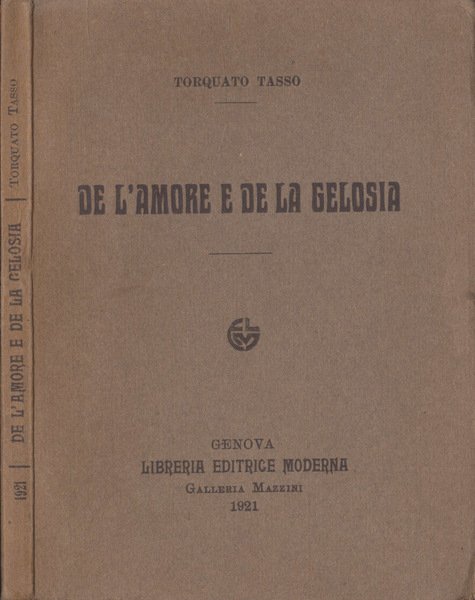 TORQUATO TASSO
DE L'AMORE E DE LA GELOSIA
GENOVA
LIBRERIA EDITRICE MODERNA
GALLERIA MAZZINI
1921
1921 | DE L'AMORE E DE LA GELOSIA | TORQUATO TASSO